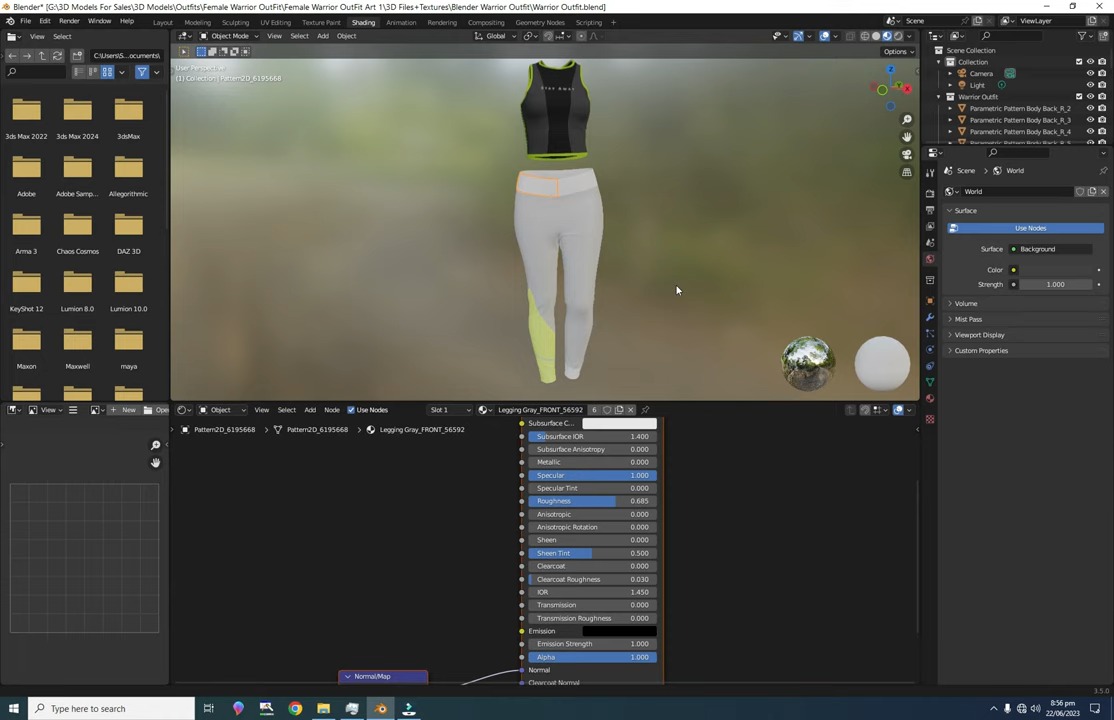 Blender* [G:\3D Models For Sales\3D Models\Outfits\Female Warrior OutFit\Female Warrior OutFit Art 1\3D Files+Textures\Blender Warrior Outfit\Warrior Outfit.blend]
File Edit Render Window Help Layout Modeling Sculpting UV Editing Texture Paint Shading Animation Rendering Compositing Geometry Nodes Scripting Scene ViewLayer
View Select Object Mode View Select Add Object Global
C:\Users\S...ocuments\ Options
User Perspective
(1) Collection | Pattern2D_6195668
STAY AWAY
Z
X
Scene Collection
Collection
Camera
Light
Warrior Outfit
Parametric Pattern Body Back_R_2
Parametric Pattern Body Back_R_3
Parametric Pattern Body Back_R_4
3ds Max 2022 3ds Max 2024 3dsMax
Adobe Adobe Samp... Allegorithmic
Arma 3 Chaos Cosmos DAZ 3D
KeyShot 12 Lumion 8.0 Lumion 10.0
Maxon Maxwell maya
Scene World
World
Surface
Use Nodes
Surface Background
Color
Strength 1.000
Volume
Mist Pass
Viewport Display
Custom Properties
View New Ope Object View Select Add Node Use Nodes Slot 1 Legging Gray_FRONT_56592 6
Pattern2D_6195668 Pattern2D_6195668 Legging Gray_FRONT_56592
Subsurface C...
Subsurface IOR 1.400
Subsurface Anisotropy 0.000
Metallic 0.000
Specular 1.000
Specular Tint 0.000
Roughness 0.685
Anisotropic 0.000
Anisotropic Rotation 0.000
Sheen 0.000
Sheen Tint 0.500
Clearcoat 0.000
Clearcoat Roughness 0.030
IOR 1.450
Transmission 0.000
Transmission Roughness 0.000
Emission
Emission Strength 1.000
Alpha 1.000
Normal
Clearcoat Normal
Normal/Map
3.5.0
Type here to search
8:56 pm
22/06/2023